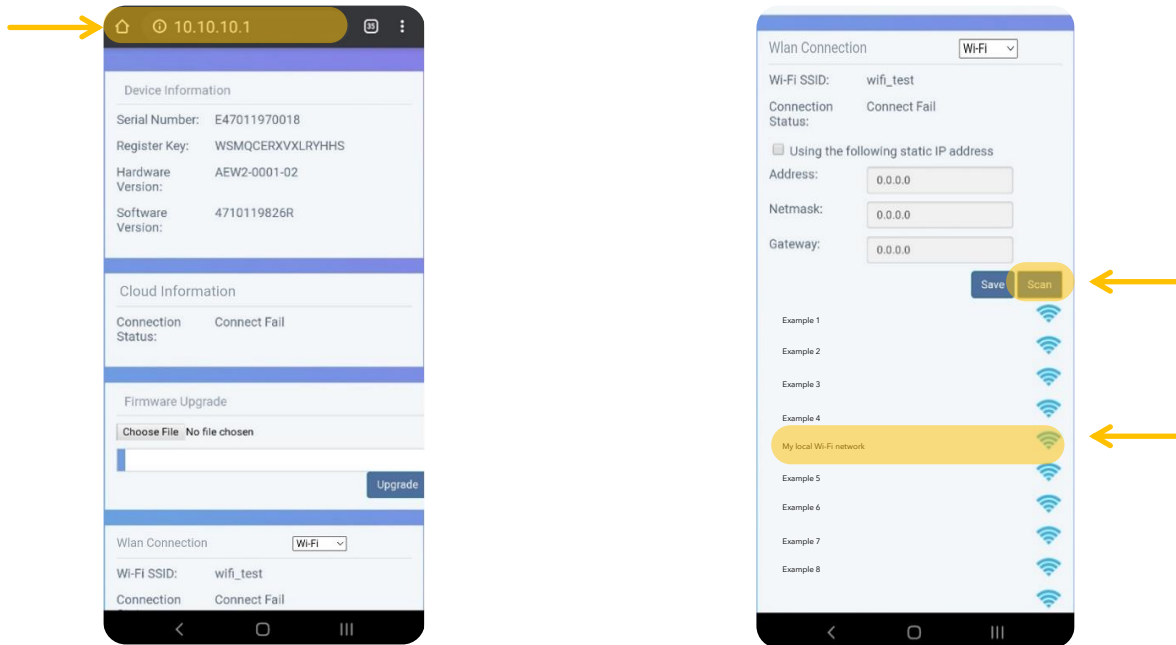 10.10.10.1
35
Device Information
Serial Number: E47011970018
Register Key: WSMQCERXVXLRYHHS
Hardware AEW2-0001-02
Version:
Software 4710119826R
Version:
Cloud Information
Connection Connect Fail
Status:
Firmware Upgrade
Choose File No file chosen
Upgrade
Wlan Connection Wi-Fi
Wi-Fi SSID: wifi_test
Connection Connect Fail
Wlan Connection Wi-Fi
Wi-Fi SSID: wifi_test
Connection Connect Fail
Status:
Using the following static IP address
Address: 0.0.0.0
Netmask: 0.0.0.0
Gateway: 0.0.0.0
Save Scan
Example 1
Example 2
Example 3
Example 4
My local Wi-Fi network
Example 5
Example 6
Example 7
Example 8